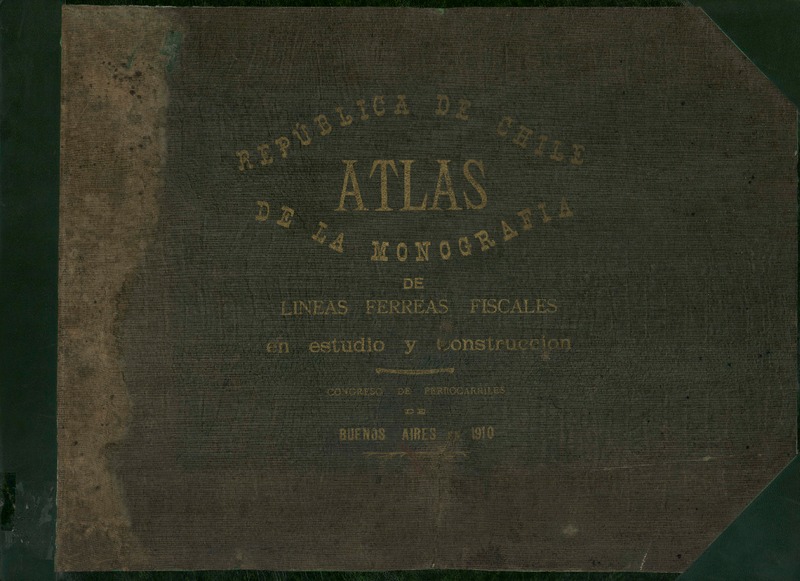 REPÚBLICA DE CHILE
ATLAS
DE LA MONOGRAFIA
DE
LINEAS FERREAS FISCALES
en estudio y Construccion
CONGRESO DE FERROCARRILES
DE
BUENOS AIRES EN 1910